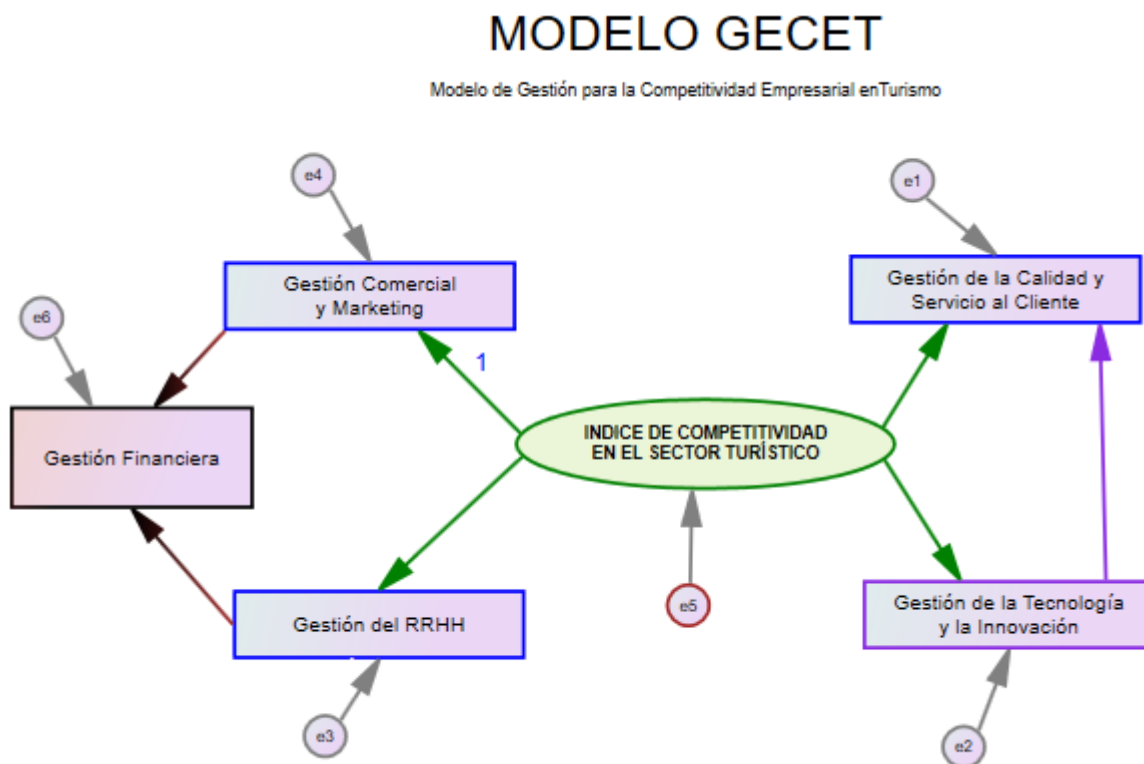 MODELO GECET
Modelo de Gestión para la Competitividad Empresarial enTurismo
e4
e1
Gestión Comercial
y Marketing
Gestión de la Calidad y
Servicio al Cliente
e6
1
Gestión Financiera
INDICE DE COMPETITIVIDAD
EN EL SECTOR TURÍSTICO
e5
Gestión del RRHH
Gestión de la Tecnología
y la Innovación
e3
e2